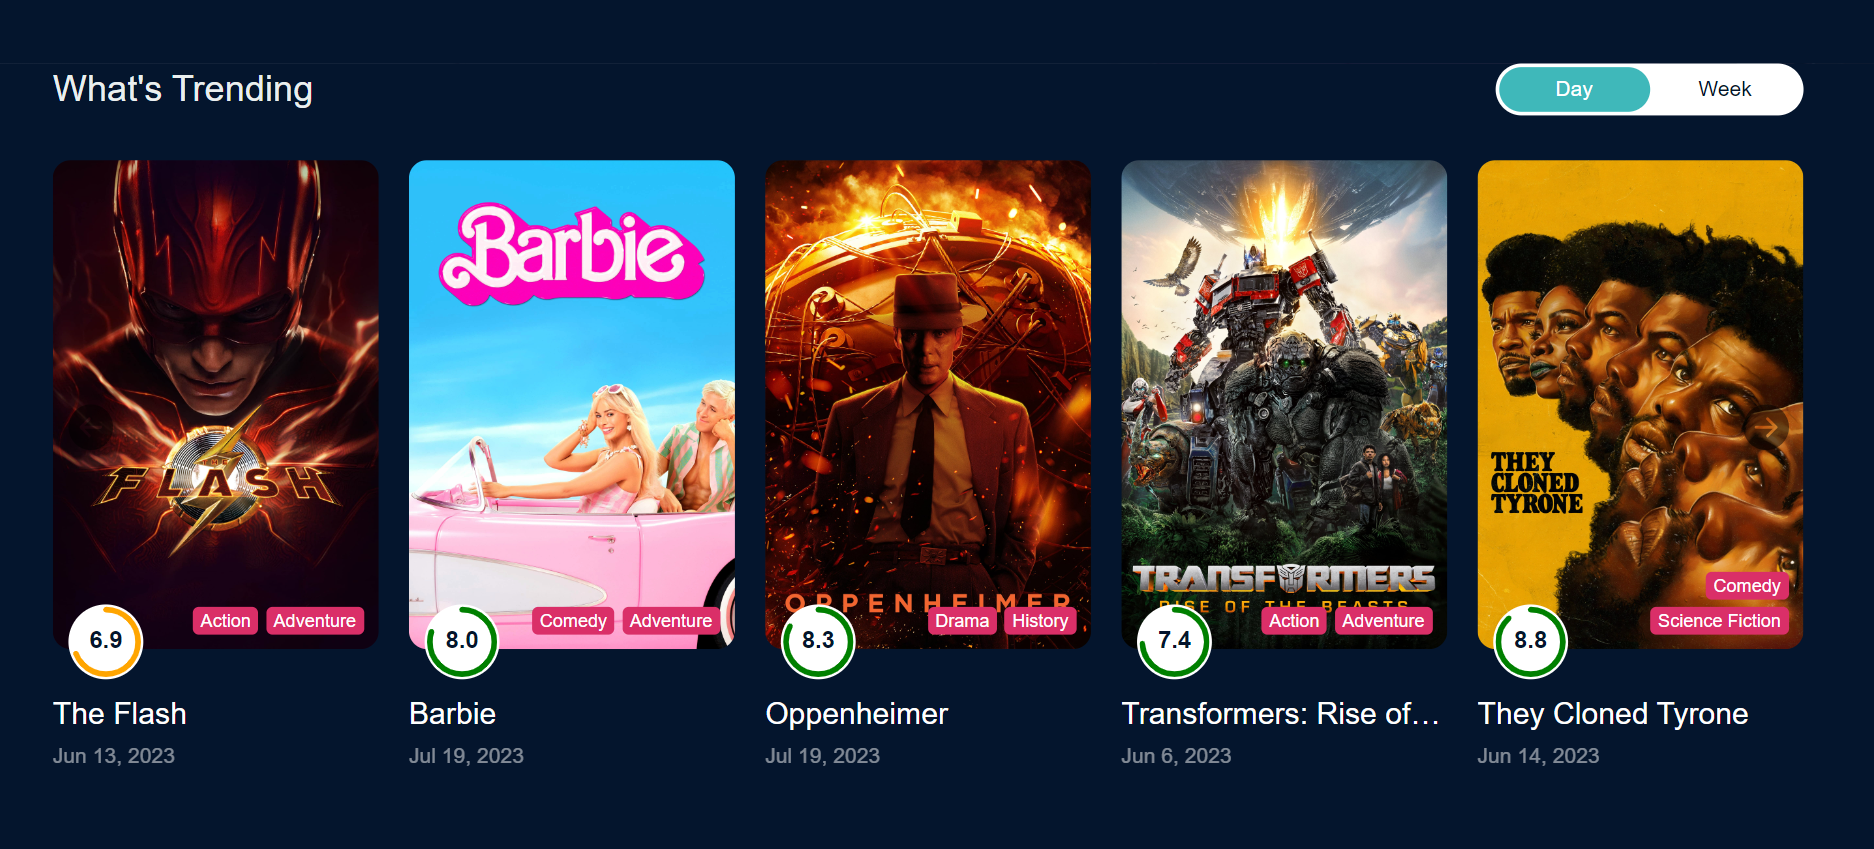 What's Trending
Day
Week
THE
FLASH
6.9
Action
Adventure
The Flash
Jun 13, 2023
Barbie
8.0
Comedy
Adventure
Barbie
Jul 19, 2023
OPPENHEIMER
8.3
Drama
History
Oppenheimer
Jul 19, 2023
TRANSFORMERS
RISE OF THE BEASTS
7.4
Action
Adventure
Transformers: Rise of…
Jun 6, 2023
THEY
CLONED
TYRONE
Comedy
8.8
Science Fiction
They Cloned Tyrone
Jun 14, 2023